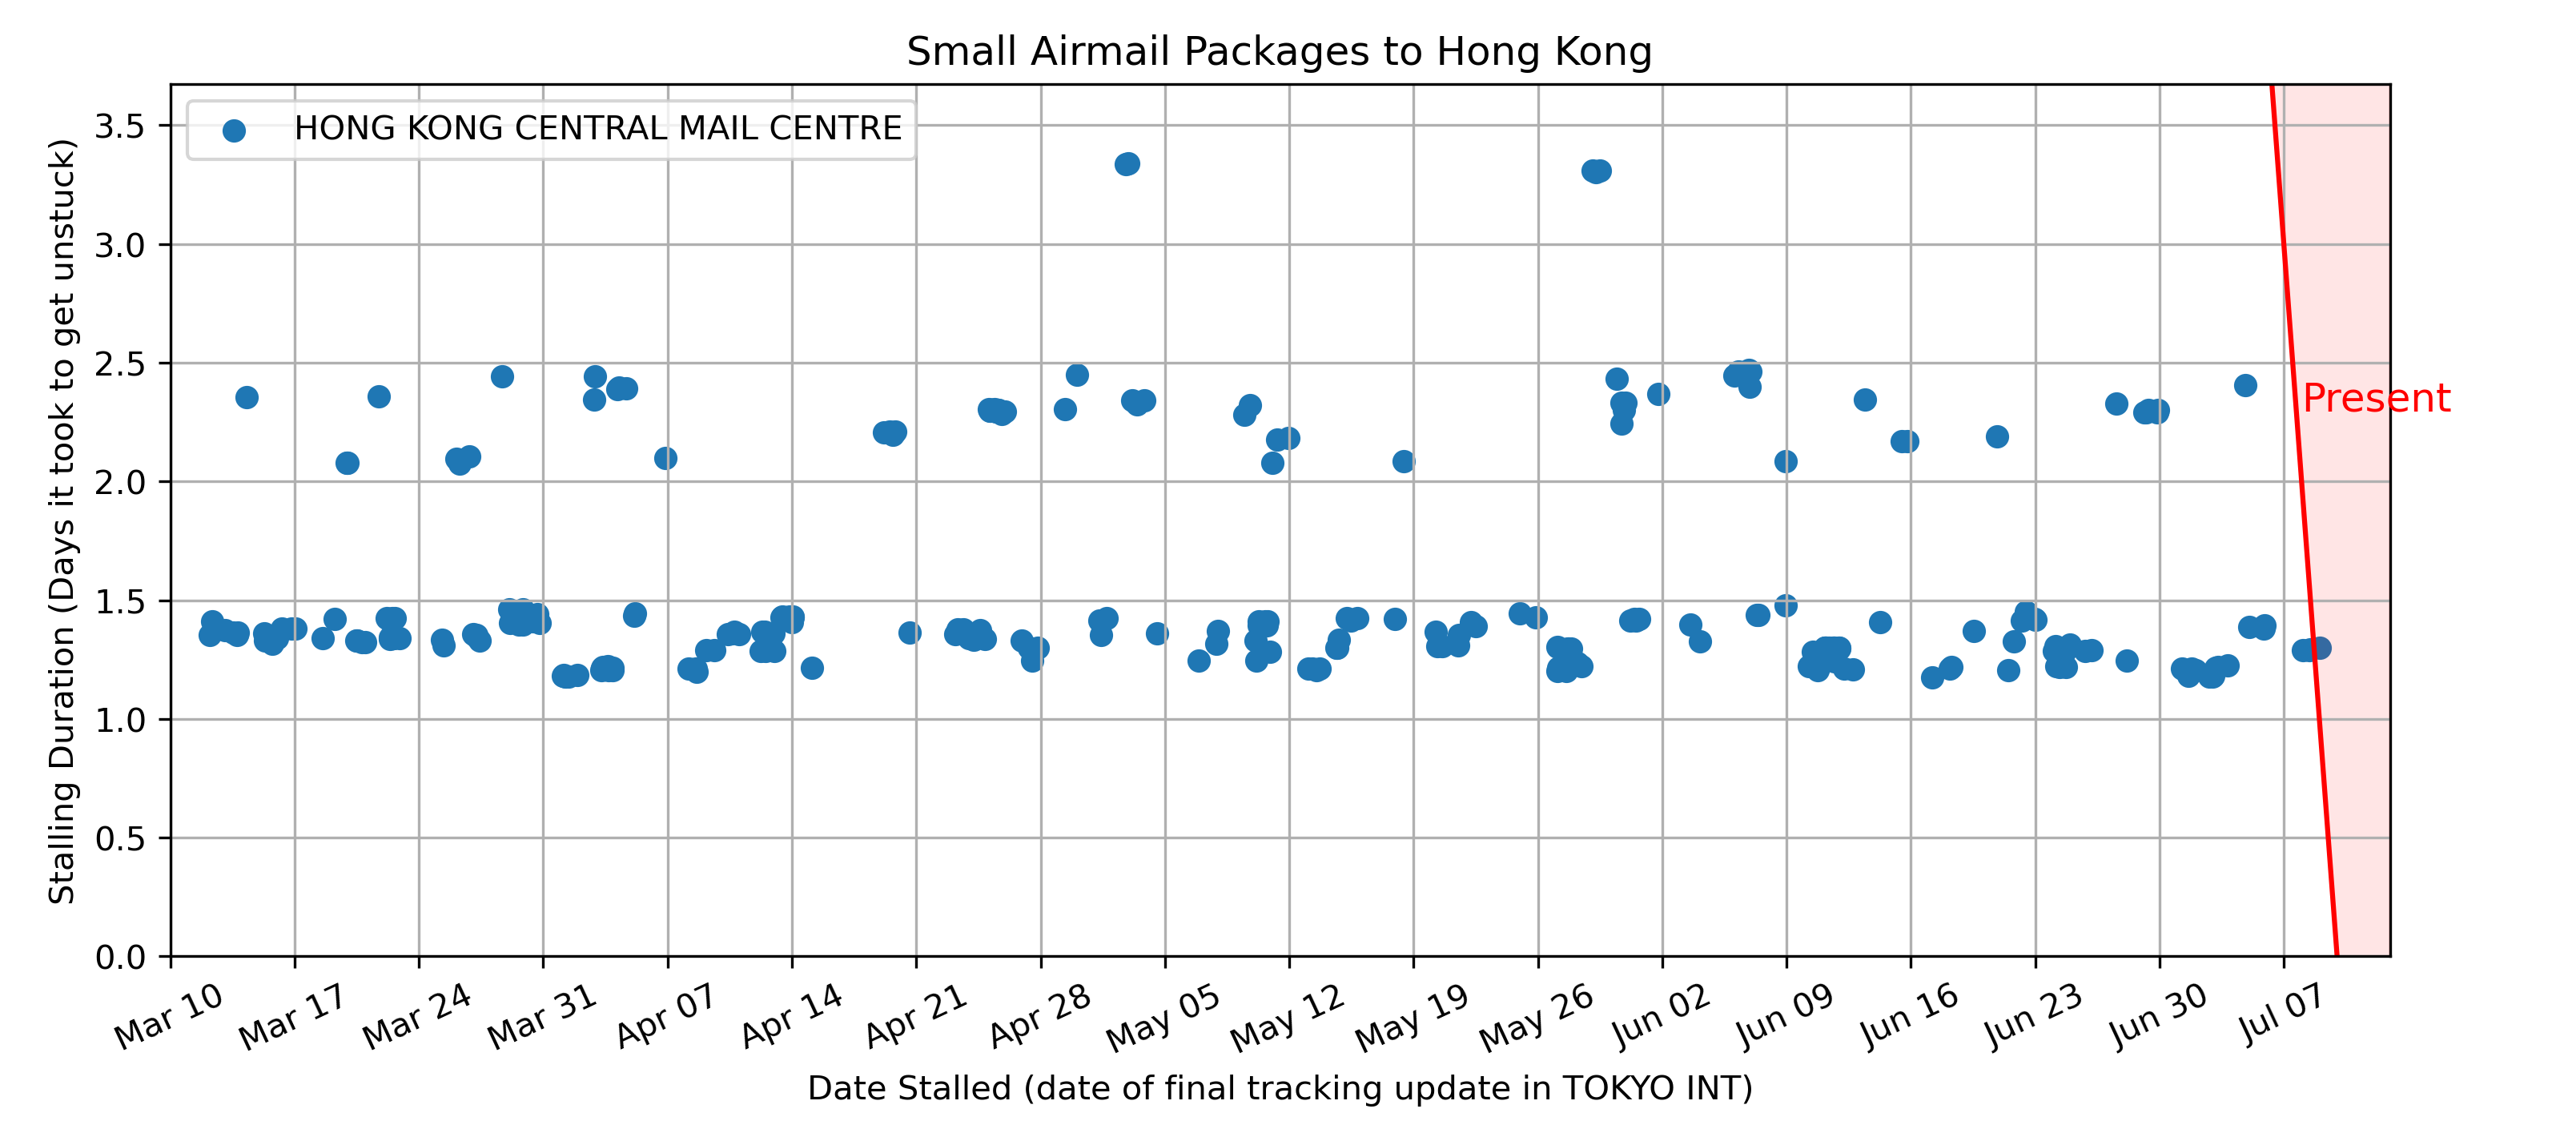 Small Airmail Packages to Hong Kong
HONG KONG CENTRAL MAIL CENTRE
Stalling Duration (Days it took to get unstuck)
3.5
3.0
2.5
2.0
1.5
1.0
0.5
0.0
Present
Mar 10
Mar 17
Mar 24
Mar 31
Apr 07
Apr 14
Apr 21
Apr 28
May 05
May 12
May 19
May 26
Jun 02
Jun 09
Jun 16
Jun 23
Jun 30
Jul 07
Date Stalled (date of final tracking update in TOKYO INT)